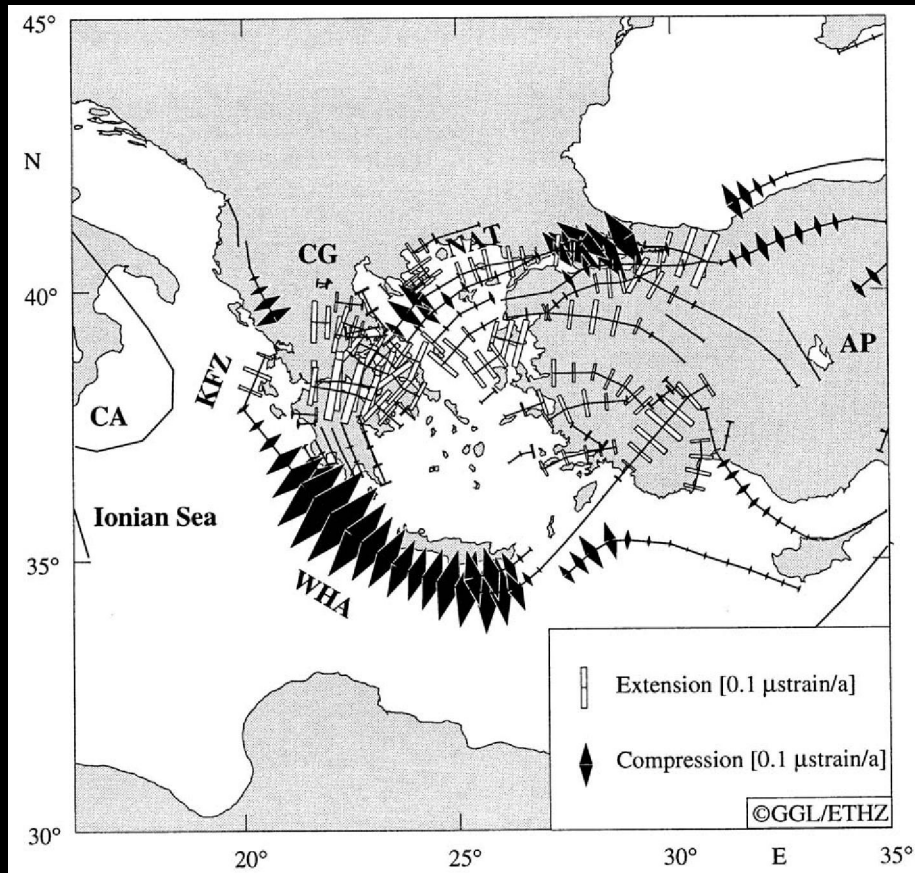 45°
N
NAT
CG
40°
AP
KFZ
CA
Ionian Sea
35°
WHA
Extension [0.1 μstrain/a]
Compression [0.1 μstrain/a]
©GGL/ETHZ
30°
20°
25°
30°
E
35°